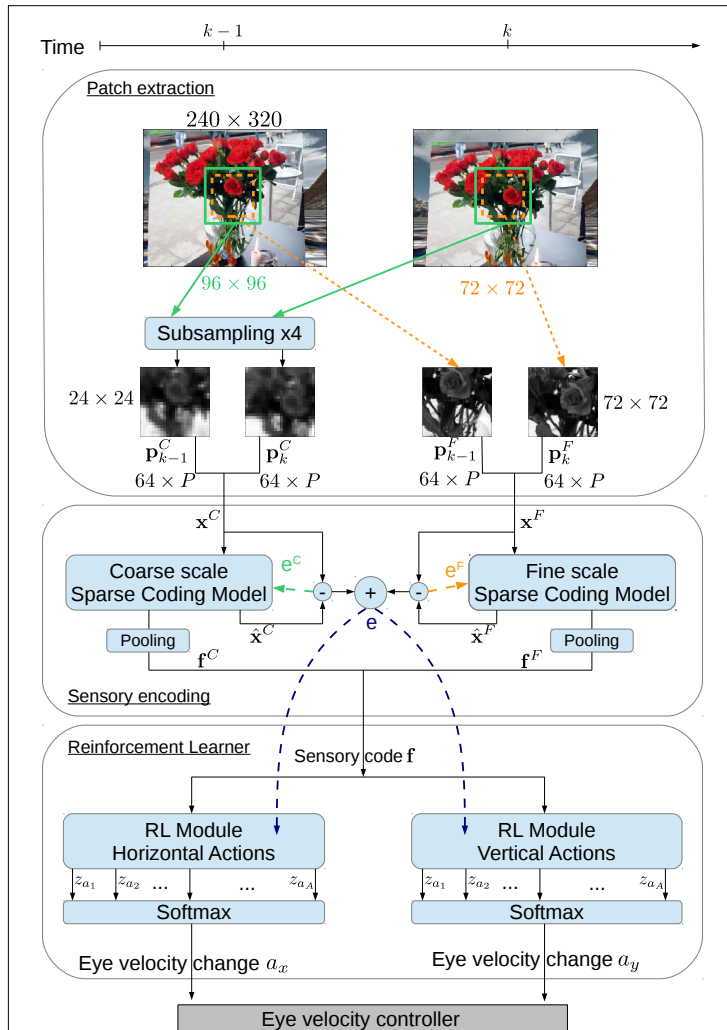 Time
k − 1
k
Patch extraction
240 × 320
96 × 96
72 × 72
Subsampling x4
24 × 24
72 × 72
p^C_{k−1}
p^C_k
p^F_{k−1}
p^F_k
64 × P
64 × P
64 × P
64 × P
x^C
x^F
Coarse scale
Sparse Coding Model
e^C
-
+
-
e^F
Fine scale
Sparse Coding Model
e
x̂^C
x̂^F
Pooling
Pooling
f^C
f^F
Sensory encoding
Reinforcement Learner
Sensory code f
RL Module
Horizontal Actions
RL Module
Vertical Actions
z_{a_1} z_{a_2} ... ... z_{a_A}
z_{a_1} z_{a_2} ... ... z_{a_A}
Softmax
Softmax
Eye velocity change a_x
Eye velocity change a_y
Eye velocity controller